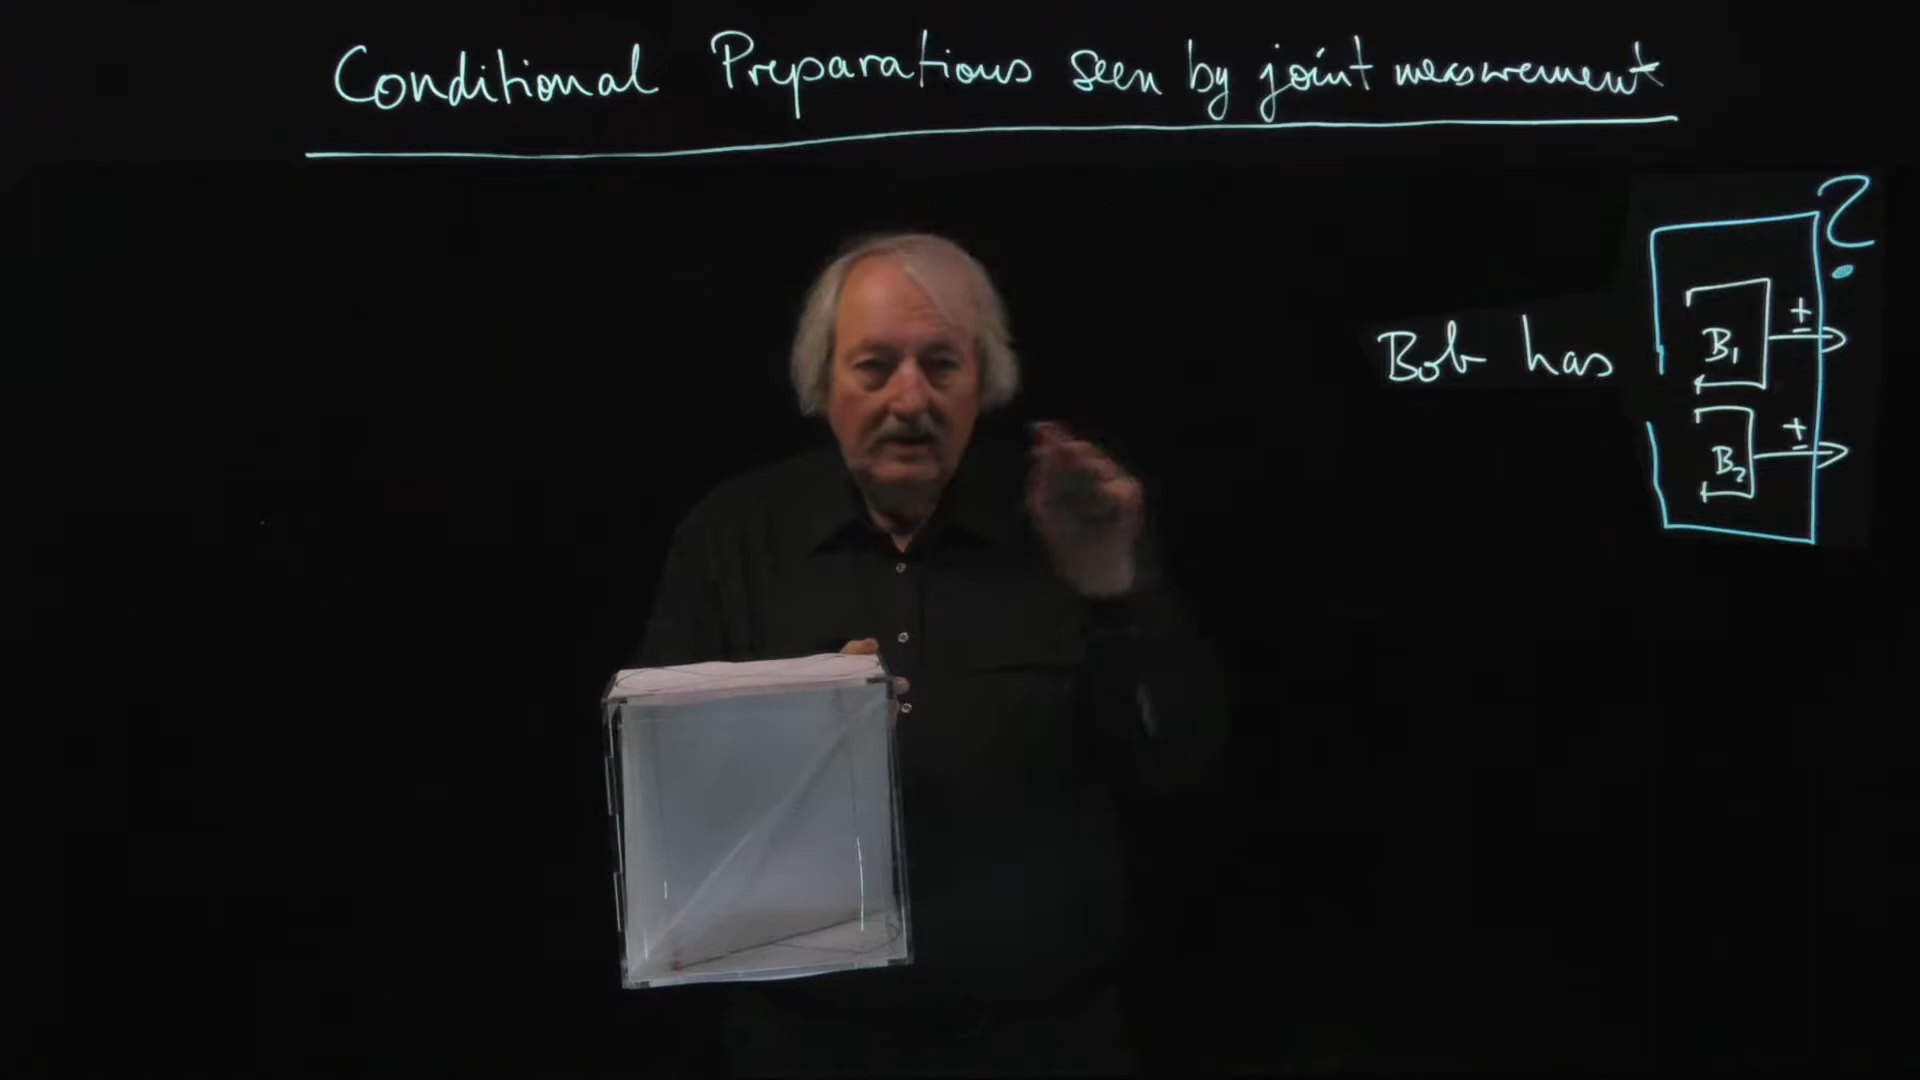 Conditional Preparations seen by joint measurement
?
Bob has
B₁ ±
B₂ ±